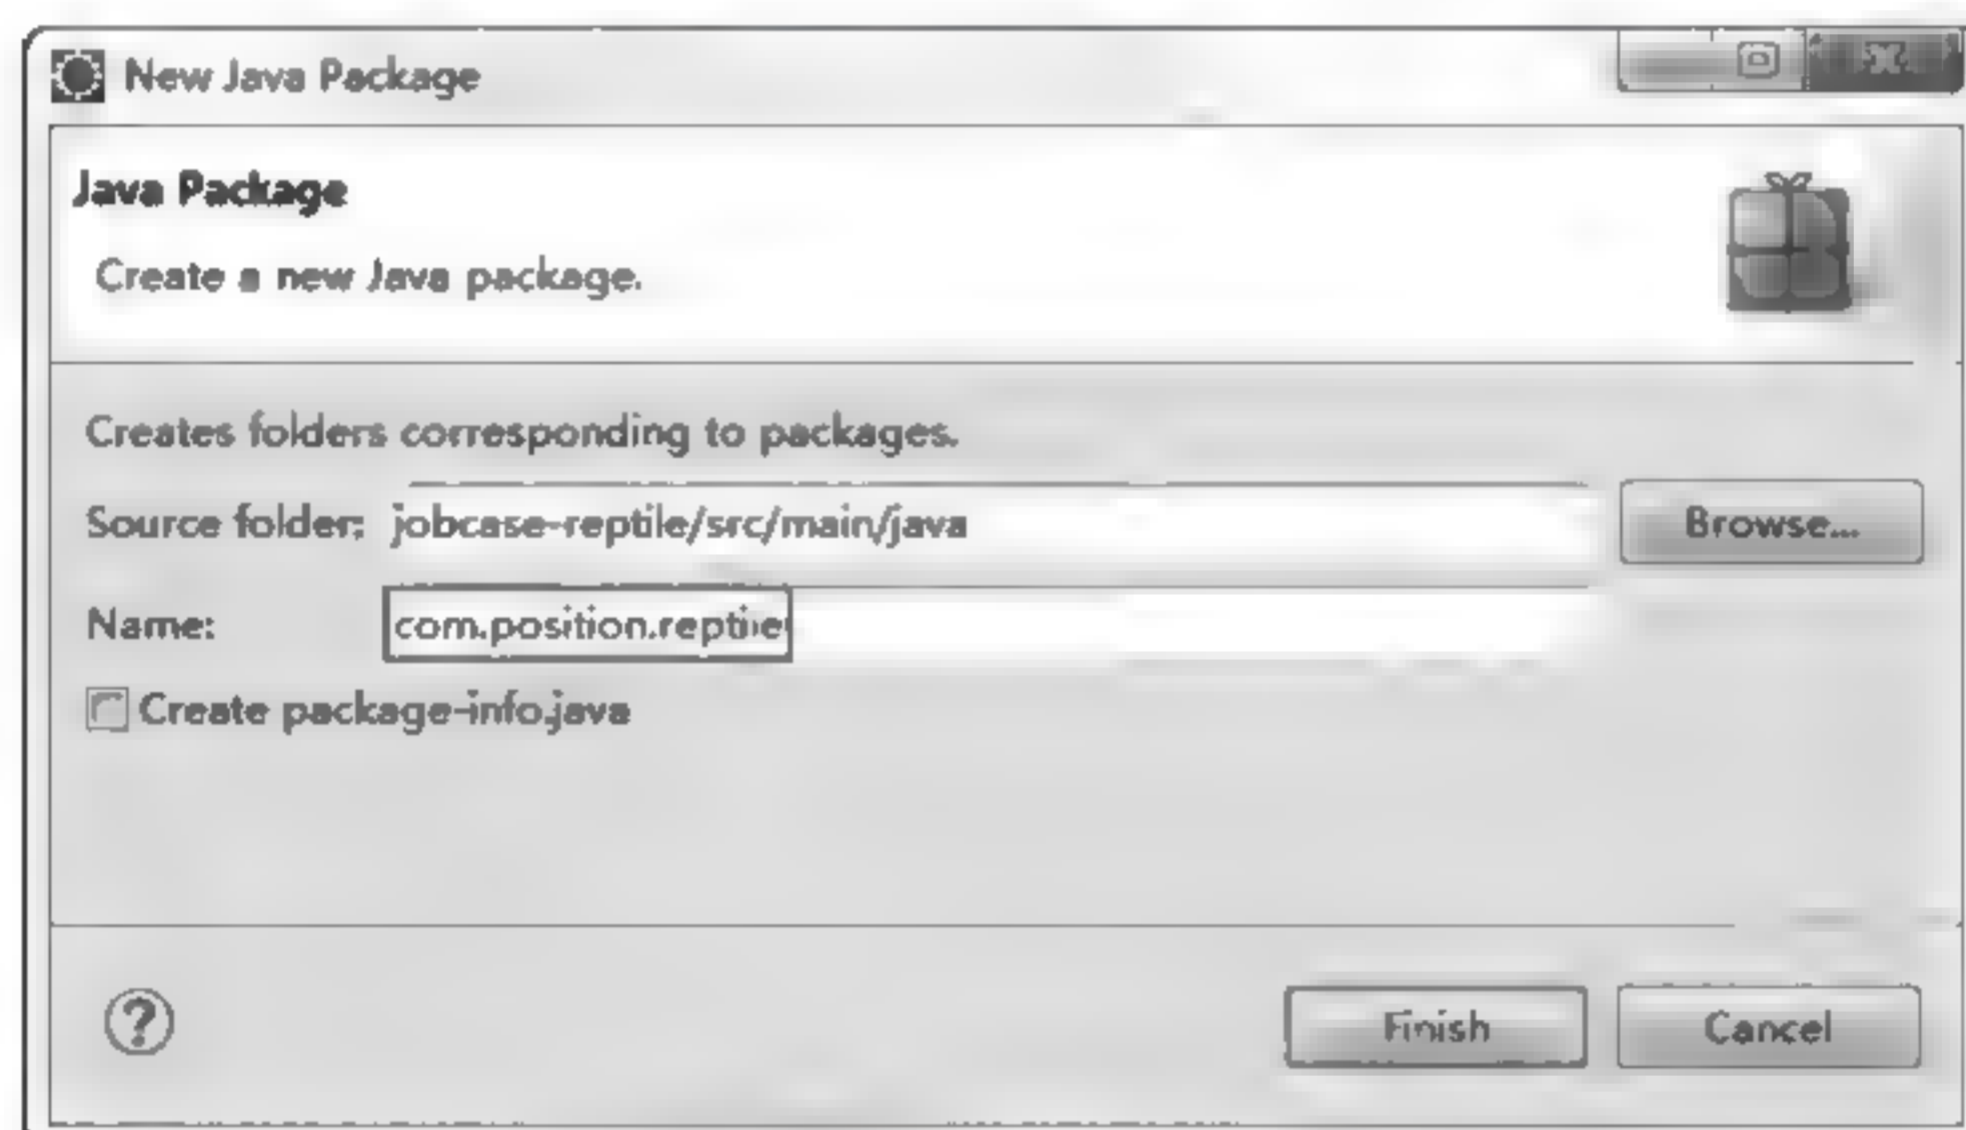 New Java Package
Java Package
Create a new Java package.
Creates folders corresponding to packages.
Source folder: jobcase-reptile/src/main/java Browse...
Name: com.position.reptile
Create package-info.java
? Finish Cancel